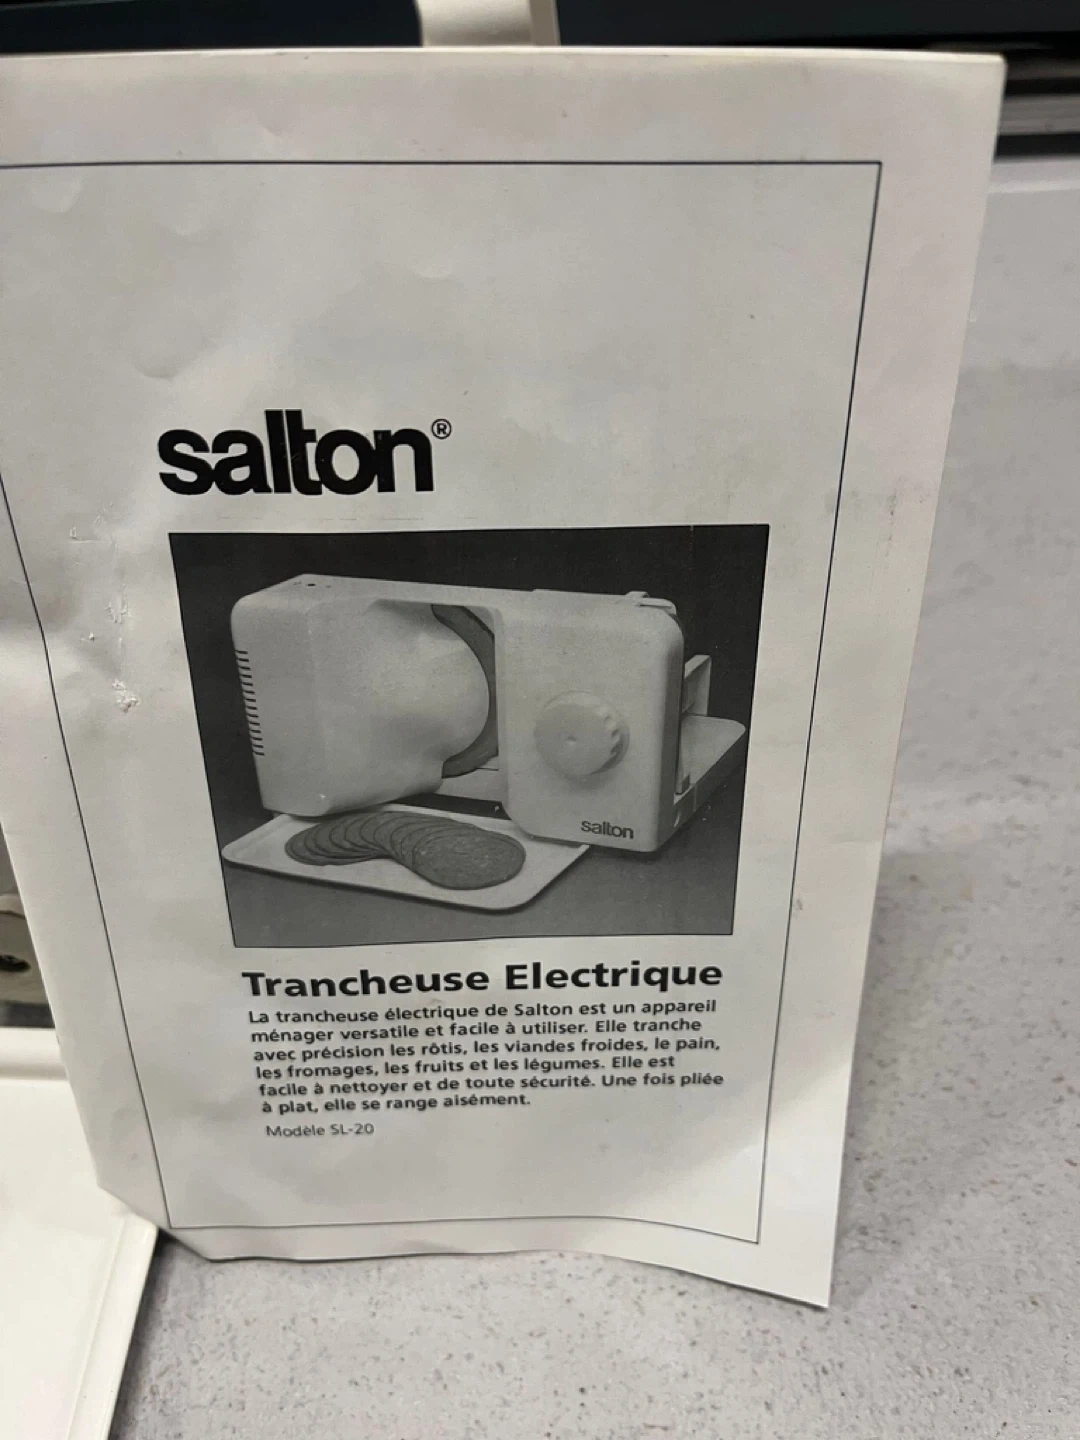 salton®
salton
Trancheuse Electrique
La trancheuse électrique de Salton est un appareil
ménager versatile et facile à utiliser. Elle tranche
avec précision les rôtis, les viandes froides, le pain,
les fromages, les fruits et les légumes. Elle est
facile à nettoyer et de toute sécurité. Une fois pliée
à plat, elle se range aisément.
Modèle SL-20